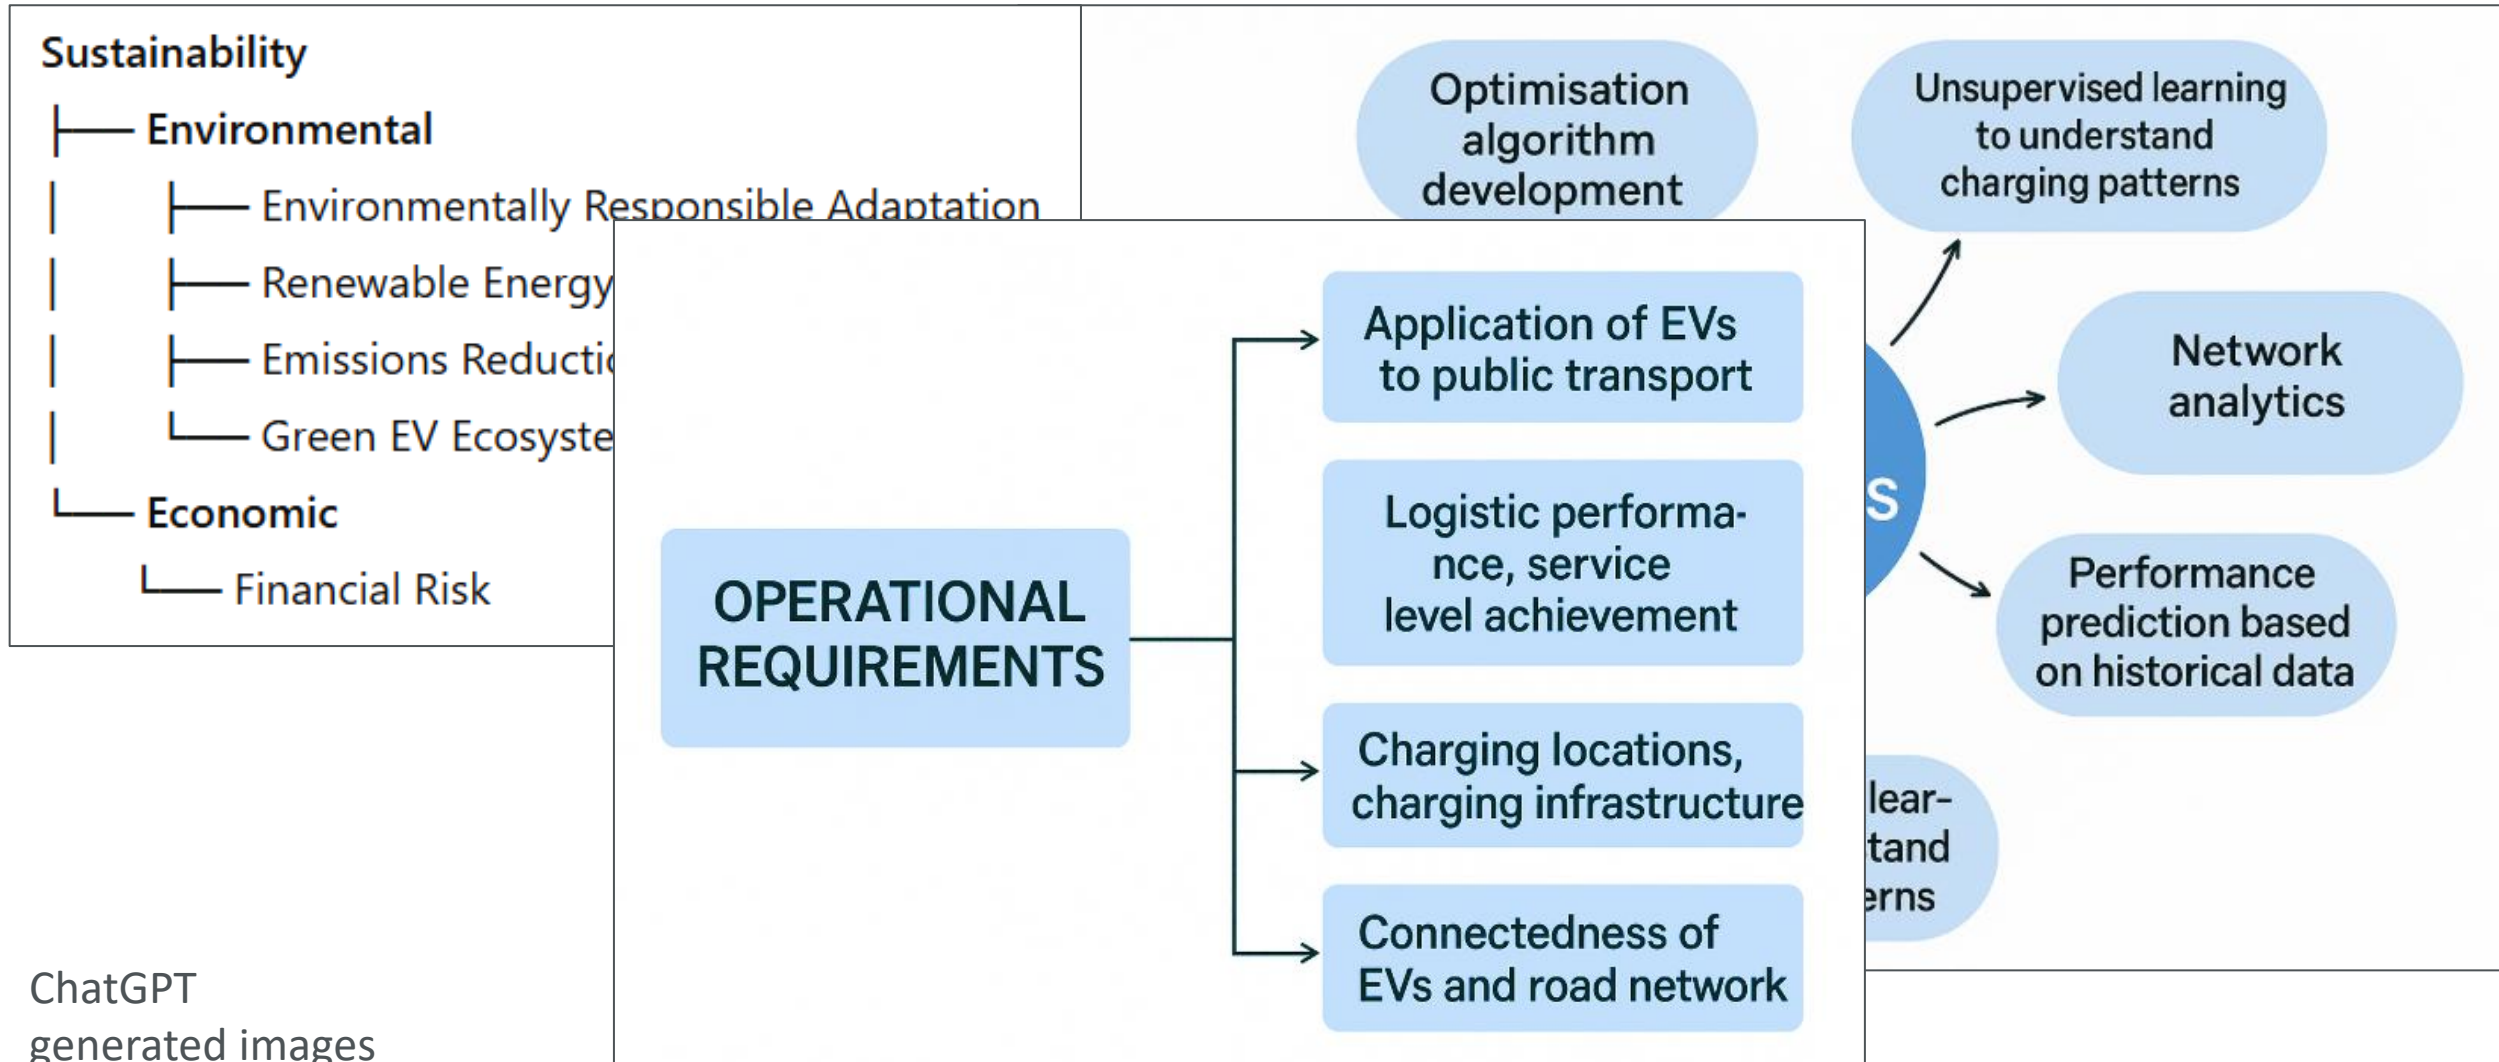 Sustainability
├── Environmental
│ ├── Environmentally Responsible Adaptation
│ ├── Renewable Energy
│ ├── Emissions
│ └── Green EV
└── Economic
└── Financial Risk
OPERATIONAL
REQUIREMENTS
Application of EVs
to public transport
Logistic performa-
nce, service
level achievement
Charging locations,
charging infrastructure
Connectedness of
EVs and road network
Optimisation
algorithm
development
Unsupervised learning
to understand
charging patterns
Network
analytics
Performance
prediction based
on historical data
ChatGPT
generated images